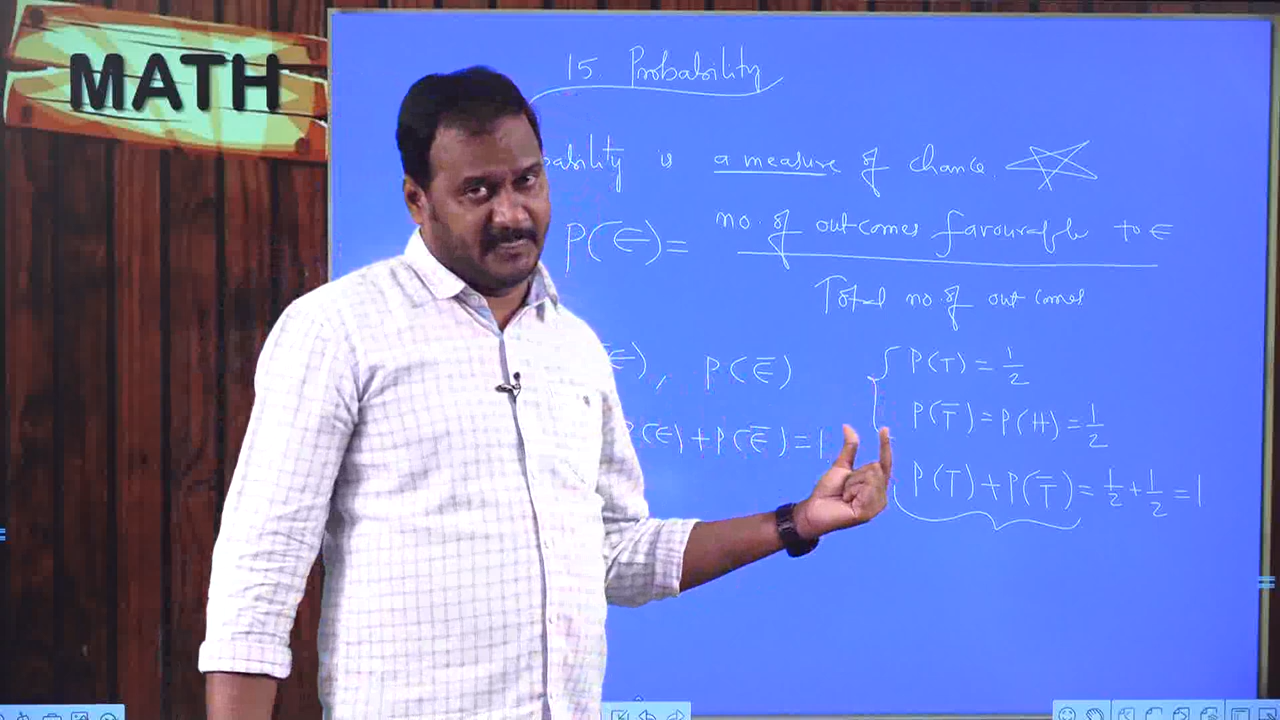 MATH
15. Probability
bability is a measure of chance
P(E) = no. of outcomes favourable to E
Total no. of outcomes
E), P(Ē)
P(E) + P(Ē) = 1
P(T) = 1/2
P(T̄) = P(H) = 1/2
P(T) + P(T̄) = 1/2 + 1/2 = 1